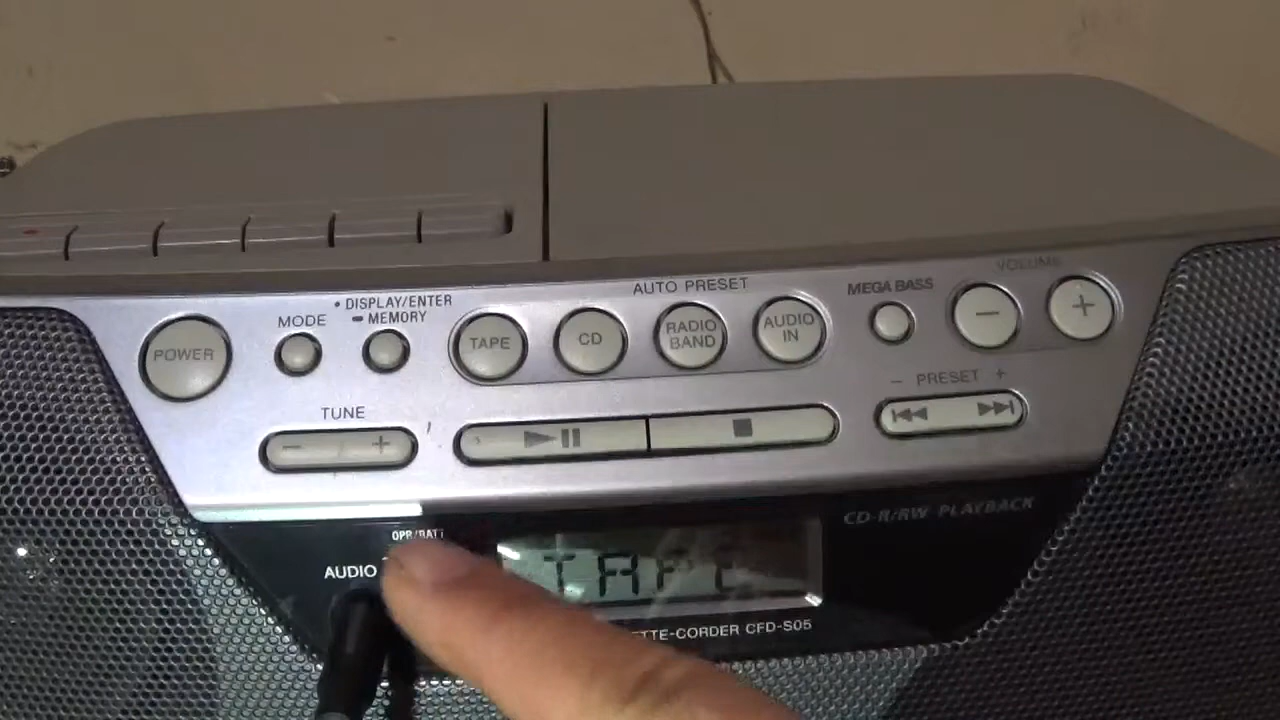 AUTO PRESET
MEGA BASS
VOLUME
• DISPLAY/ENTER
MODE
MEMORY
POWER
TAPE
CD
RADIO
BAND
AUDIO
IN
−
+
− PRESET +
TUNE
−
+
CD-R/RW PLAYBACK
OPR/BATT
AUDIO
TAPE
ETTE-CORDER CFD-S05